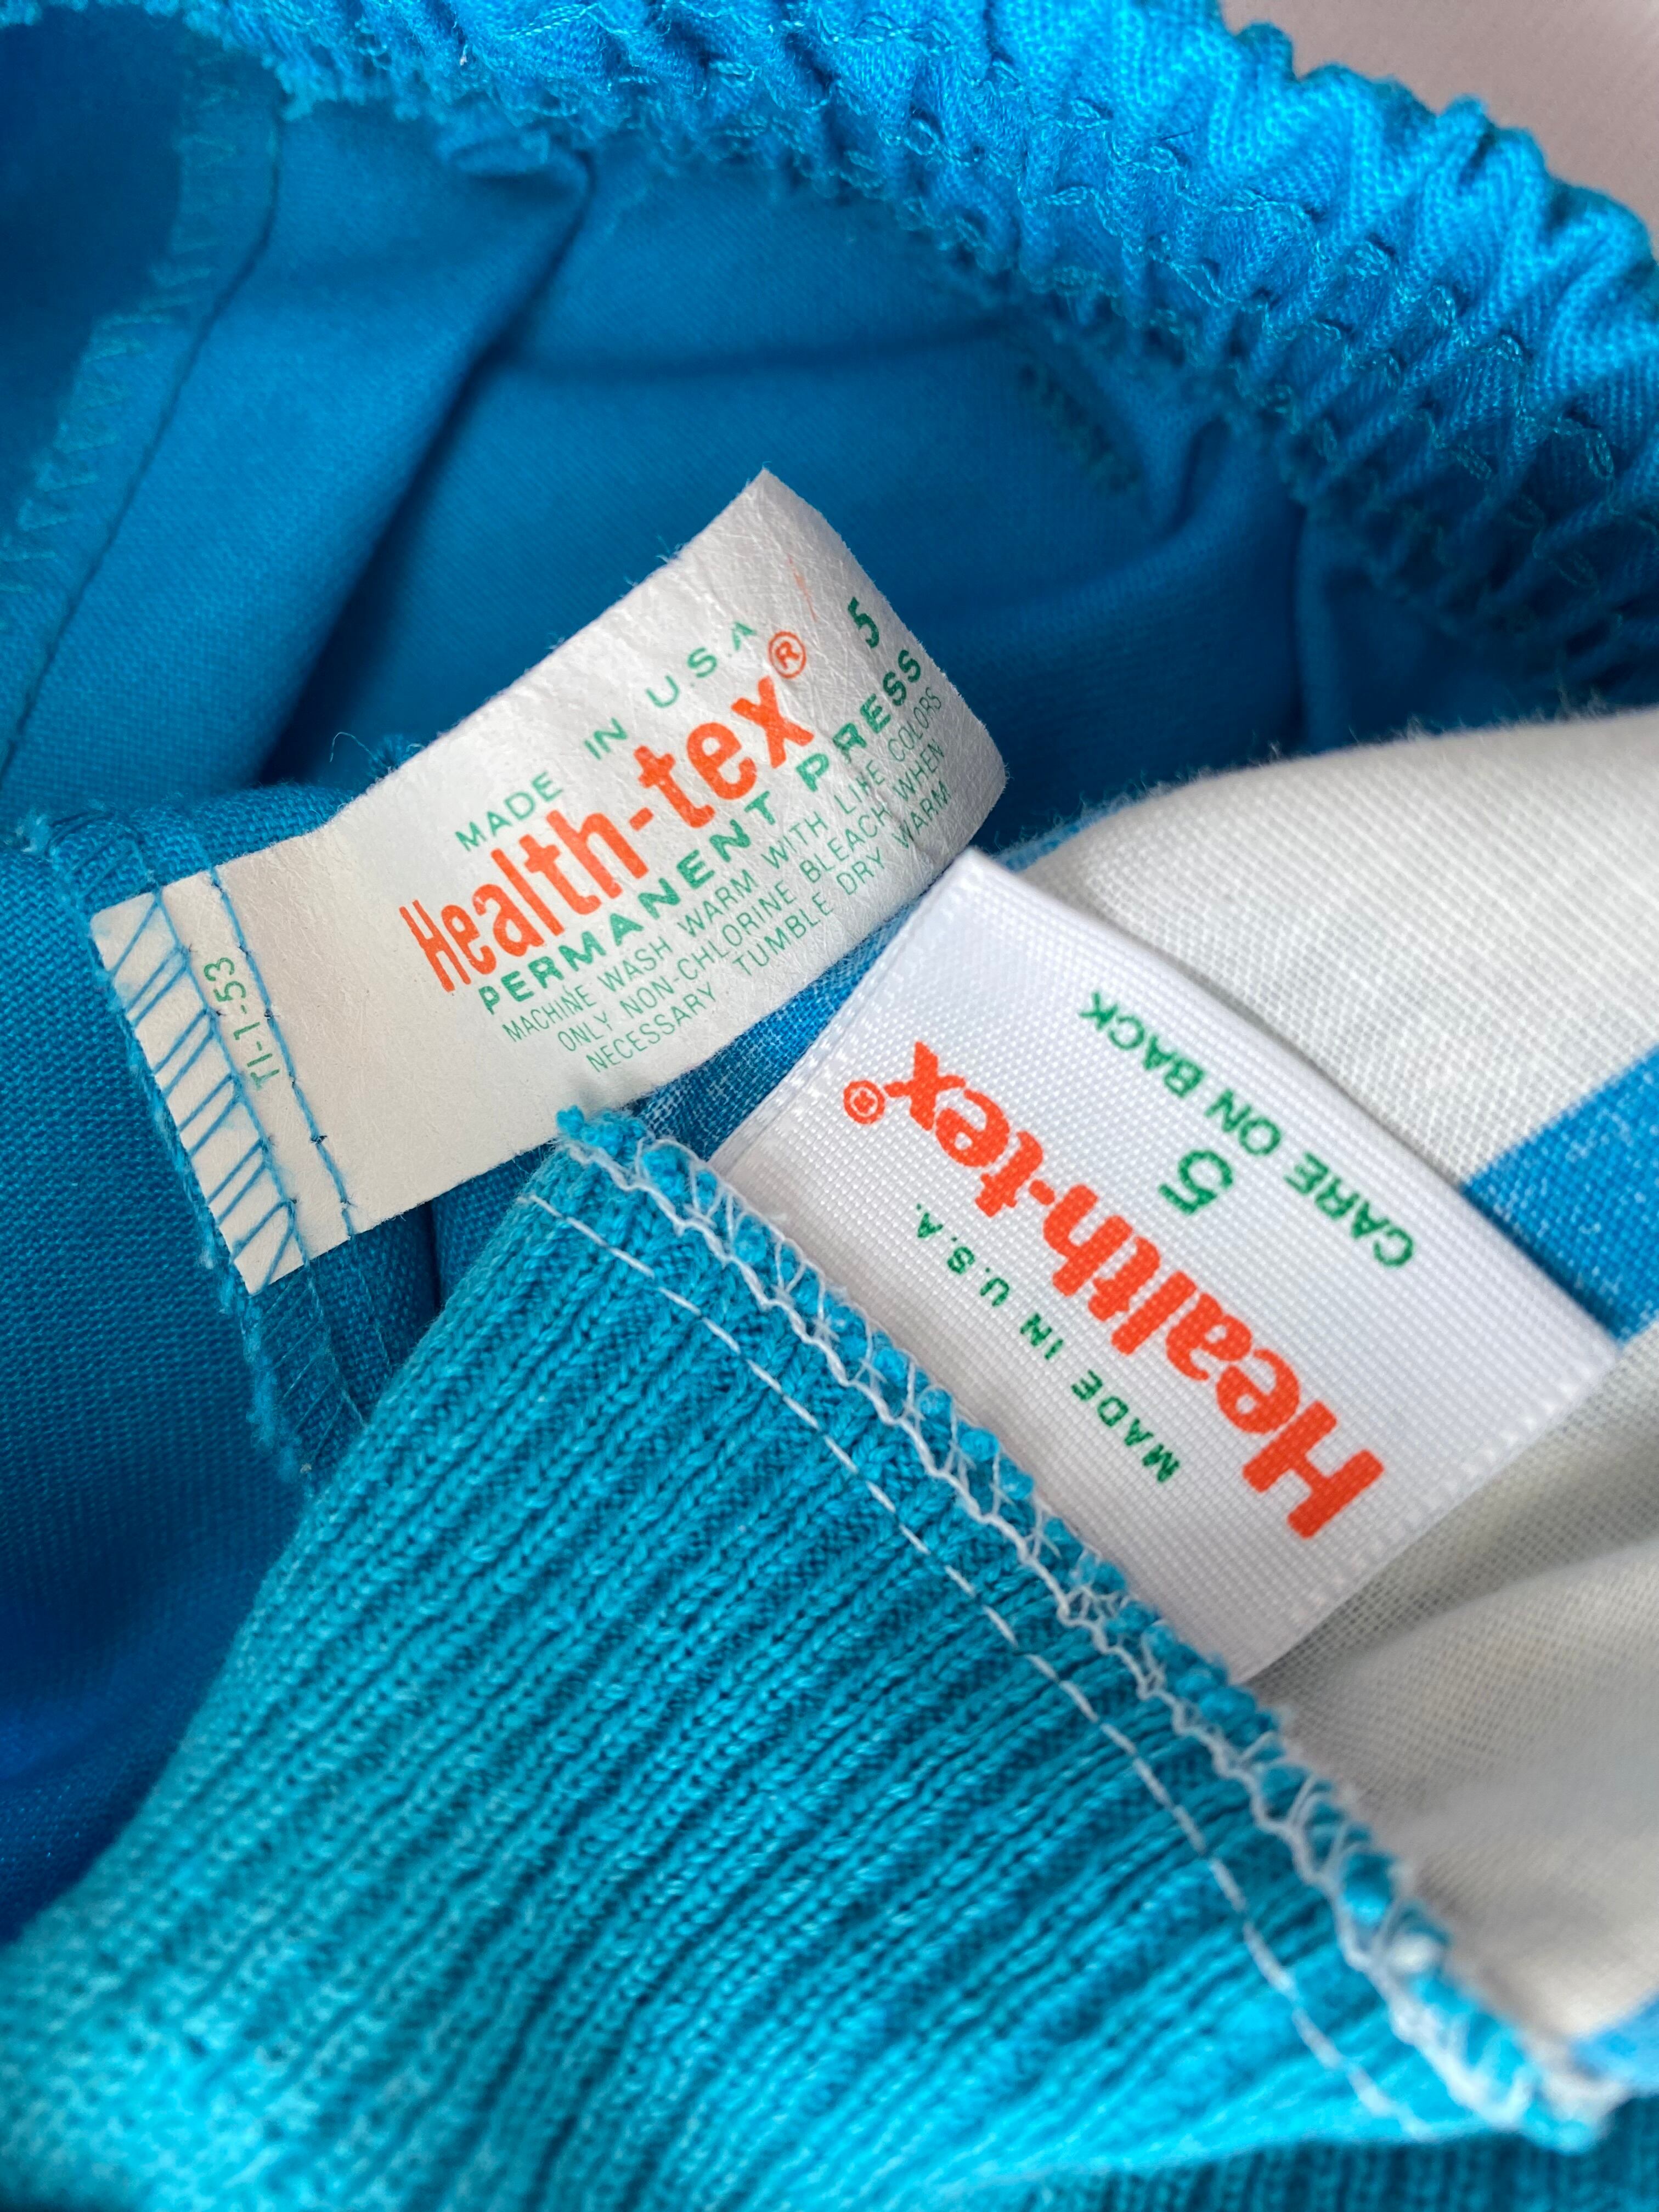 MADE IN U.S.A
Health-tex® 5
PERMANENT PRESS
MACHINE WASH WARM WITH LIKE COLORS
ONLY NON-CHLORINE BLEACH WHEN
NECESSARY TUMBLE DRY WARM
TI-1-53
Health-tex®
MADE IN U.S.A.
5
CARE ON BACK